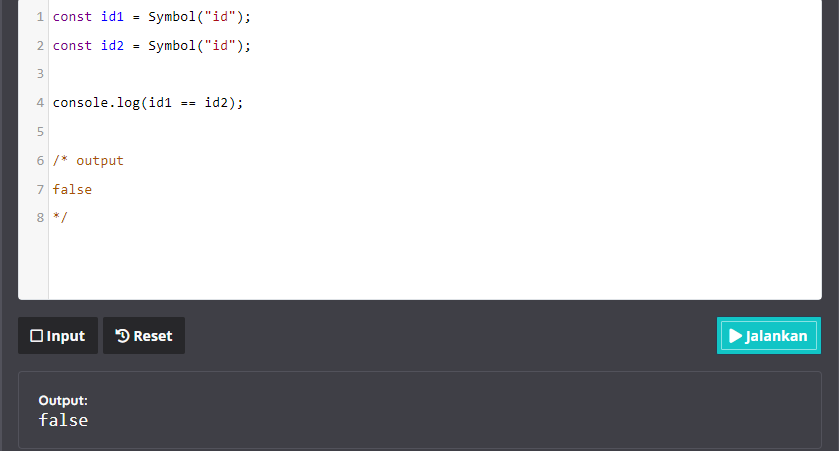 1 const id1 = Symbol("id");
2 const id2 = Symbol("id");
3
4 console.log(id1 == id2);
5
6 /* output
7 false
8 */
Input Reset Jalankan
Output:
false